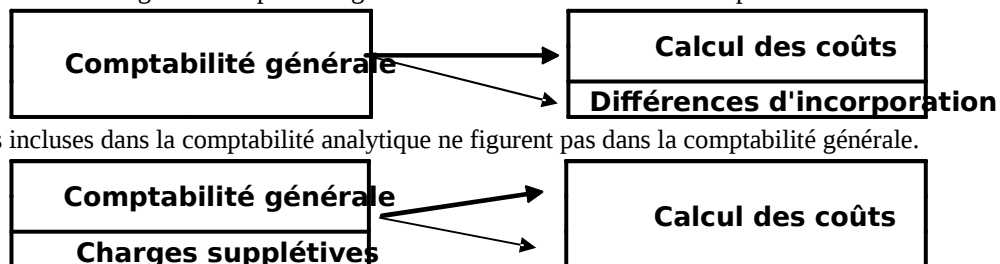 Comptabilité générale
Calcul des coûts
Différences d'incorporation
incluses dans la comptabilité analytique ne figurent pas dans la comptabilité générale.
Comptabilité générale
Charges supplétives
Calcul des coûts